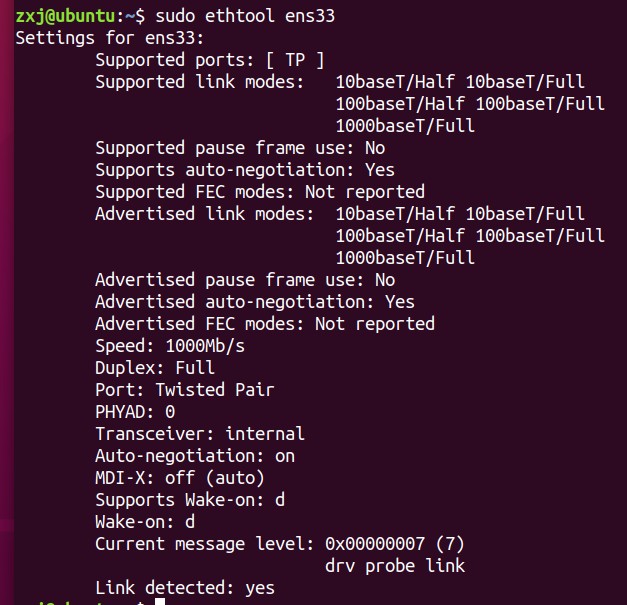 zxj@ubuntu:~$ sudo ethtool ens33
Settings for ens33:
Supported ports: [ TP ]
Supported link modes:   10baseT/Half 10baseT/Full
100baseT/Half 100baseT/Full
1000baseT/Full
Supported pause frame use: No
Supports auto-negotiation: Yes
Supported FEC modes: Not reported
Advertised link modes:  10baseT/Half 10baseT/Full
100baseT/Half 100baseT/Full
1000baseT/Full
Advertised pause frame use: No
Advertised auto-negotiation: Yes
Advertised FEC modes: Not reported
Speed: 1000Mb/s
Duplex: Full
Port: Twisted Pair
PHYAD: 0
Transceiver: internal
Auto-negotiation: on
MDI-X: off (auto)
Supports Wake-on: d
Wake-on: d
Current message level: 0x00000007 (7)
drv probe link
Link detected: yes
zxj@ubuntu:~$